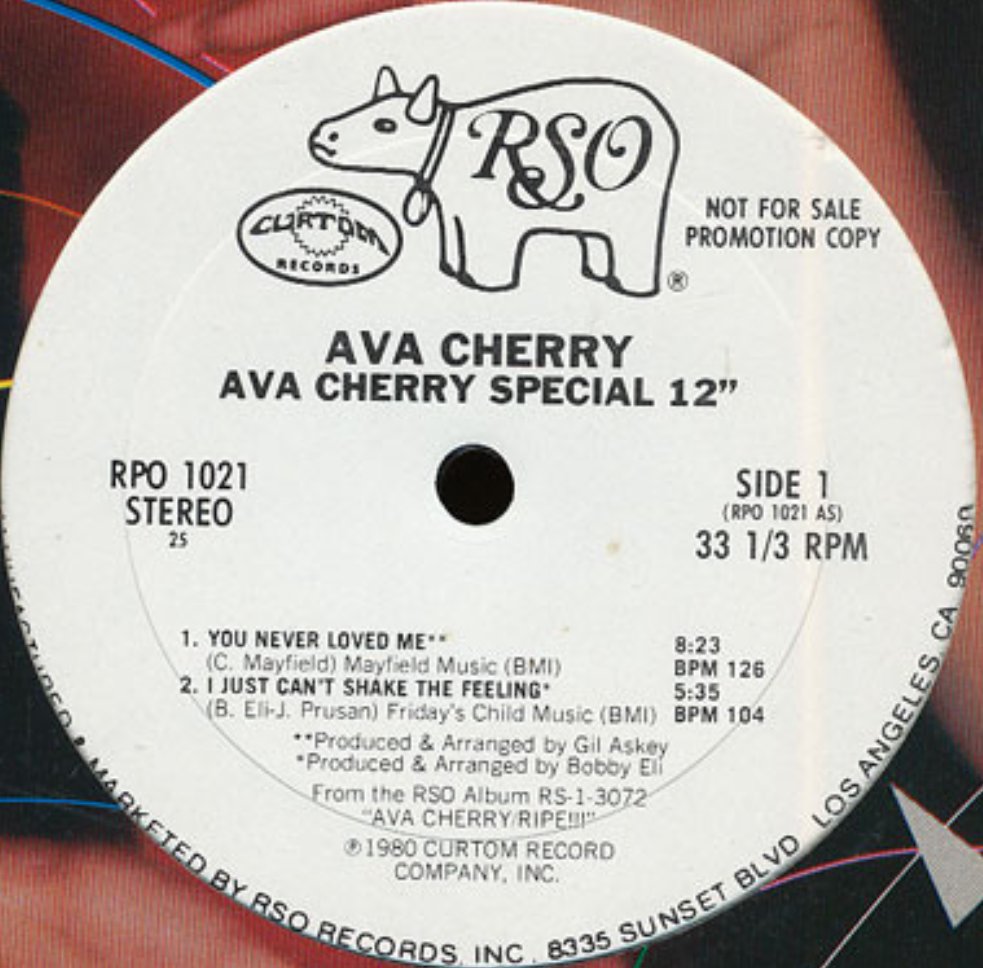 RSO
CURTOM
RECORDS
NOT FOR SALE
PROMOTION COPY
®
AVA CHERRY
AVA CHERRY SPECIAL 12”
RPO 1021
STEREO
25
SIDE 1
(RPO 1021 AS)
33 1/3 RPM
1. YOU NEVER LOVED ME** 8:23
(C. Mayfield) Mayfield Music (BMI) BPM 126
2. I JUST CAN'T SHAKE THE FEELING* 5:35
(B. Eli-J. Prusan) Friday's Child Music (BMI) BPM 104
**Produced & Arranged by Gil Askey
*Produced & Arranged by Bobby Eli
From the RSO Album RS-1-3072
"AVA CHERRY/RIPE!!!"
℗ 1980 CURTOM RECORD
COMPANY, INC.
MANUFACTURED & MARKETED BY RSO RECORDS, INC. 8335 SUNSET BLVD LOS ANGELES, CA 90069